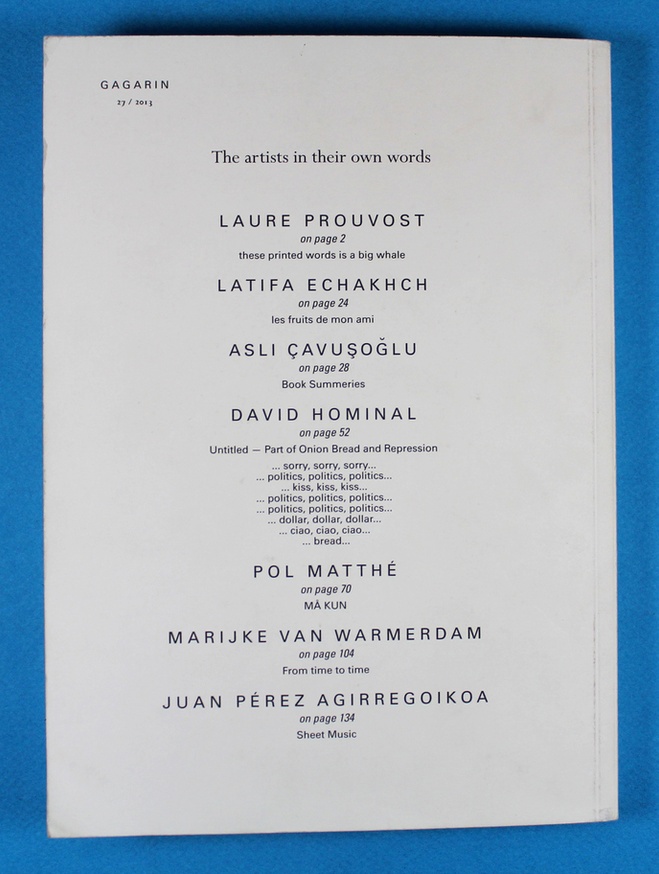 GAGARIN
27 / 2013
The artists in their own words
LAURE PROUVOST
on page 2
these printed words is a big whale
LATIFA ECHAKHCH
on page 24
les fruits de mon ami
ASLI ÇAVUŞOĞLU
on page 28
Book Summeries
DAVID HOMINAL
on page 52
Untitled — Part of Onion Bread and Repression
... sorry, sorry, sorry...
... politics, politics, politics...
... kiss, kiss, kiss...
... politics, politics, politics...
... politics, politics, politics...
... dollar, dollar, dollar...
... ciao, ciao, ciao...
... bread...
POL MATTHÉ
on page 70
MÅ KUN
MARIJKE VAN WARMERDAM
on page 104
From time to time
JUAN PÉREZ AGIRREGOIKOA
on page 134
Sheet Music